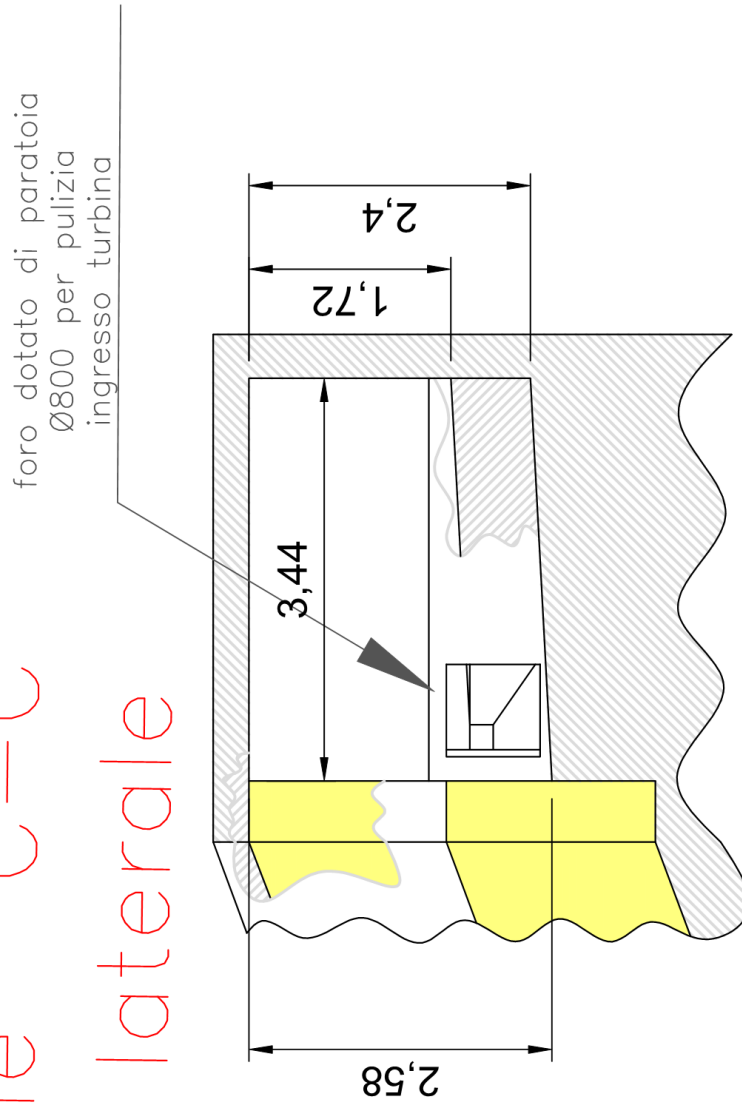 C-C
laterale
foro dotato di paratoia
Ø800 per pulizia
ingresso turbina
3,44
1,72
2,4
2,58